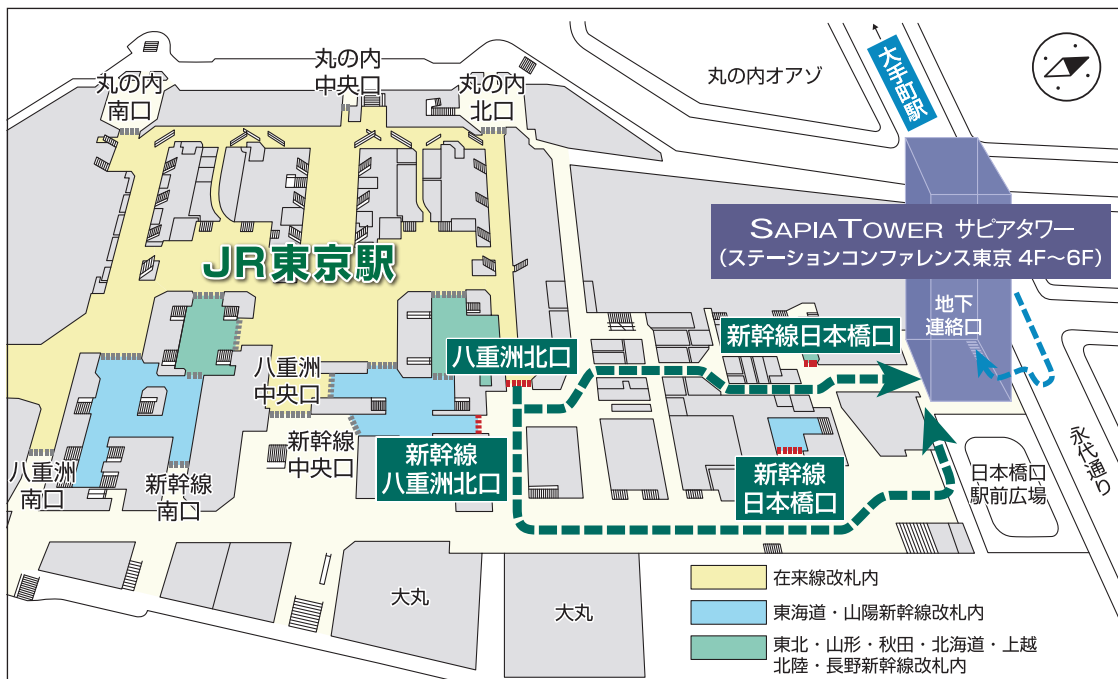 丸の内
南口
丸の内
中央口
丸の内
北口
丸の内オアゾ
大手町駅
SAPIA TOWER サピアタワー
（ステーションコンファレンス東京 4F～6F）
地下
連絡口
JR東京駅
八重洲北口
新幹線日本橋口
八重洲
中央口
新幹線
中央口
新幹線
八重洲北口
新幹線
日本橋口
八重洲
南口
新幹線
南口
日本橋口
駅前広場
永代通り
大丸
大丸
在来線改札内
東海道・山陽新幹線改札内
東北・山形・秋田・北海道・上越
北陸・長野新幹線改札内